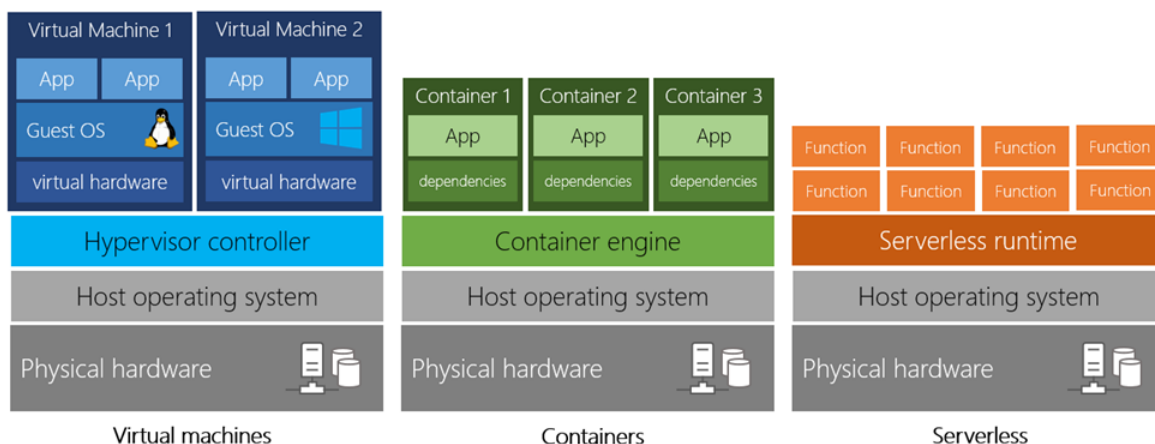 Virtual Machine 1
App App
Guest OS
virtual hardware
Virtual Machine 2
App App
Guest OS
virtual hardware
Hypervisor controller
Host operating system
Physical hardware
Virtual machines
Container 1
App
dependencies
Container 2
App
dependencies
Container 3
App
dependencies
Container engine
Host operating system
Physical hardware
Containers
Function Function Function Function
Function Function Function Function
Serverless runtime
Host operating system
Physical hardware
Serverless